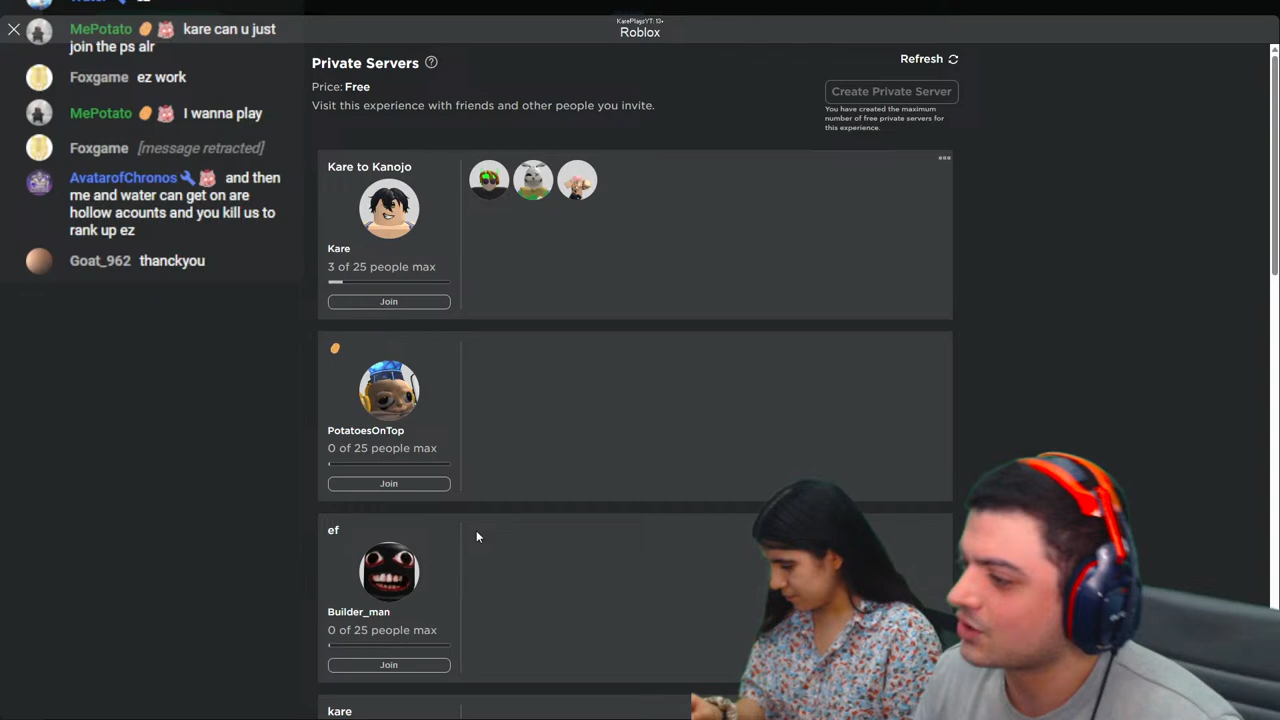 MePotato kare can u just
join the ps alr
Foxgame ez work
MePotato I wanna play
Foxgame [message retracted]
AvatarofChronos and then
me and water can get on are
hollow acounts and you kill us to
rank up ez
Goat_962 thanckyou
KarePlayzYT: 13+
Roblox
Private Servers
Refresh
Price: Free
Create Private Server
Visit this experience with friends and other people you invite.
You have created the maximum
number of free private servers for
this experience.
Kare to Kanojo
Kare
3 of 25 people max
Join
PotatoesOnTop
0 of 25 people max
Join
ef
Builder_man
0 of 25 people max
Join
kare